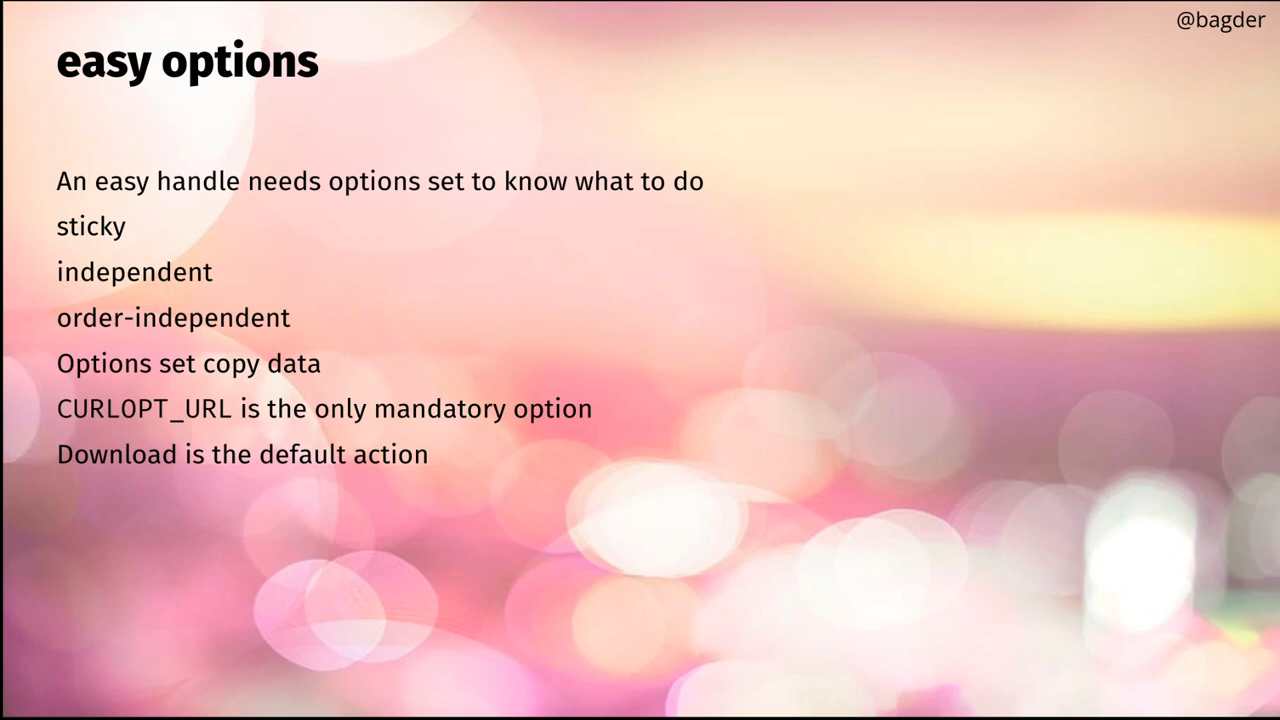 @bagder
easy options
An easy handle needs options set to know what to do
sticky
independent
order-independent
Options set copy data
CURLOPT_URL is the only mandatory option
Download is the default action